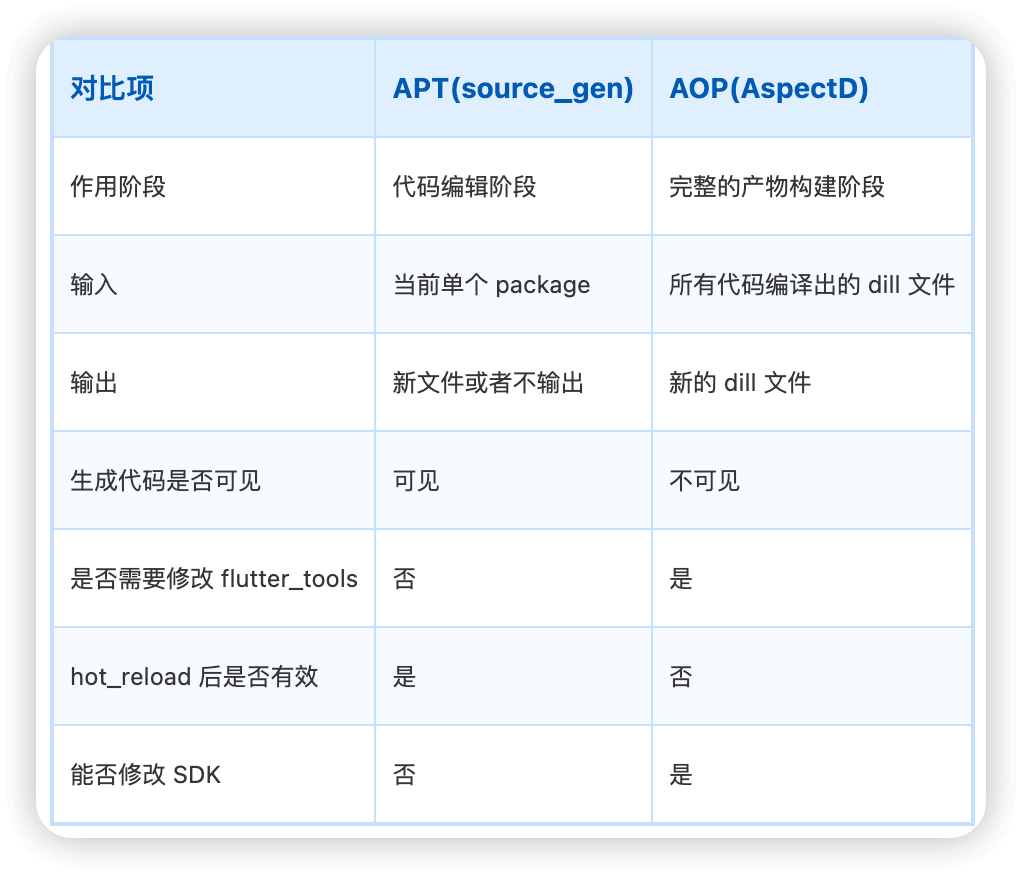 对比项 APT(source_gen) AOP(AspectD)
作用阶段 代码编辑阶段 完整的产物构建阶段
输入 当前单个 package 所有代码编译出的 dill 文件
输出 新文件或者不输出 新的 dill 文件
生成代码是否可见 可见 不可见
是否需要修改 flutter_tools 否 是
hot_reload 后是否有效 是 否
能否修改 SDK 否 是